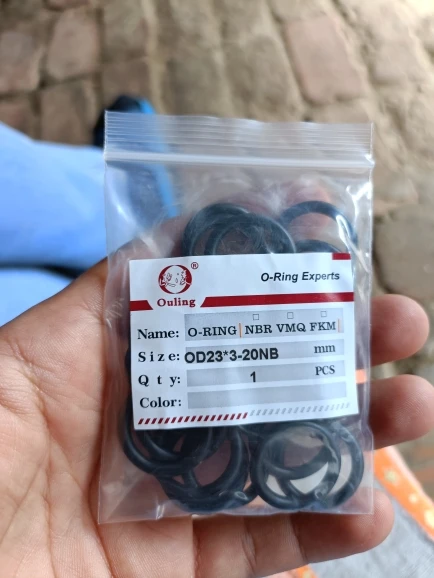 ®
Ouling
O-Ring Experts
Name: O-RING NBR VMQ FKM
Size: OD23*3-20NB mm
Qty: 1 PCS
Color: